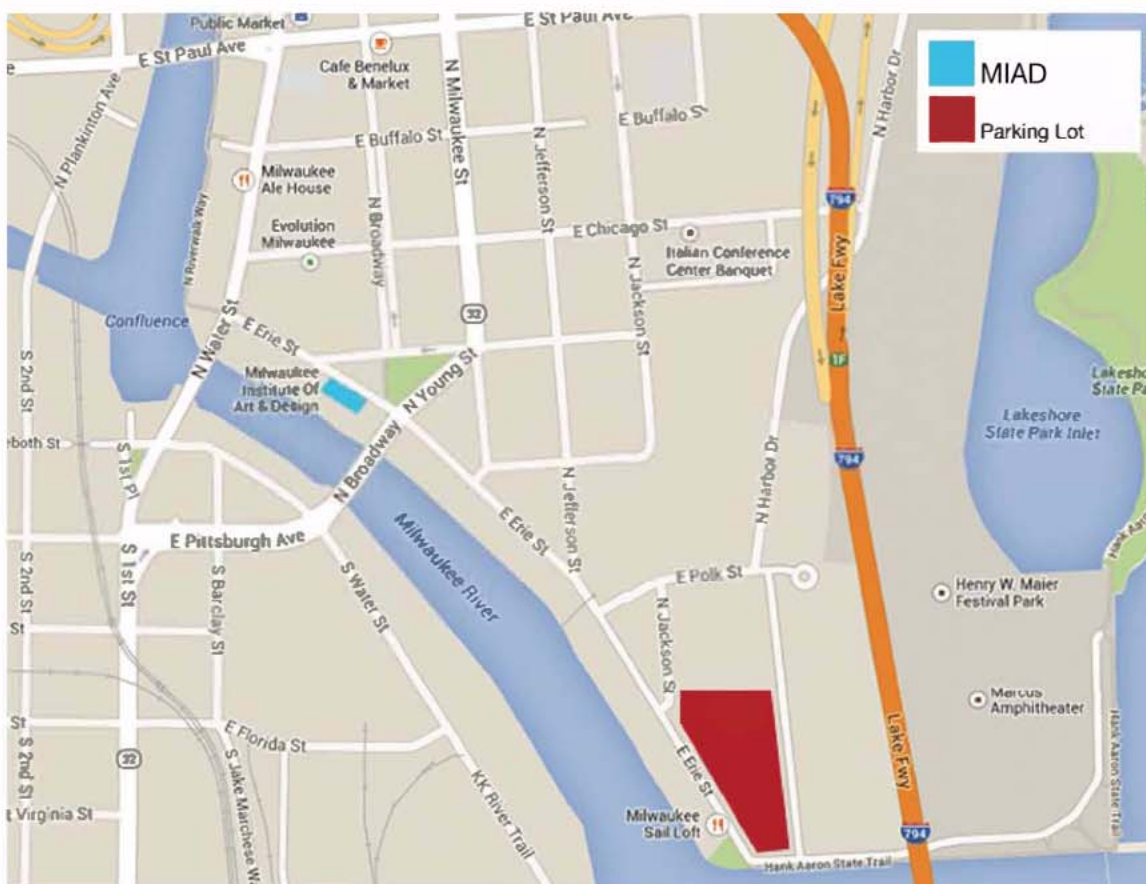 Public Market
E St Paul Ave
E St Paul Ave
Cafe Benelux
& Market
MIAD
Parking Lot
N Harbor Dr
N Plankinton Ave
N Milwaukee St
E Buffalo St
E Buffalo St
N Jefferson St
Milwaukee
Ale House
N Riverwalk Way
N Broadway
Evolution
Milwaukee
E Chicago St
Italian Conference
Center Banquet
N Jackson St
794
Lake Fwy
1F
Confluence
N Water St
E Erie St
32
Milwaukee
Institute Of
Art & Design
N Young St
N Broadway
S 2nd St
S 1st Pl
Lakeshore
State Park Inlet
794
N Harbor Dr
N Jefferson St
E Erie St
Milwaukee River
E Pittsburgh Ave
S 2nd St
S 1st St
S Barclay St
S Water St
E Polk St
N Jackson St
Henry W. Maier
Festival Park
Marcus
Amphitheater
Lake Fwy
E Florida St
S 2nd St
32
KK River Trail
E Erie St
Milwaukee
Sail Loft
794
Hank Aaron State Trail
Hank Aaron State Trail